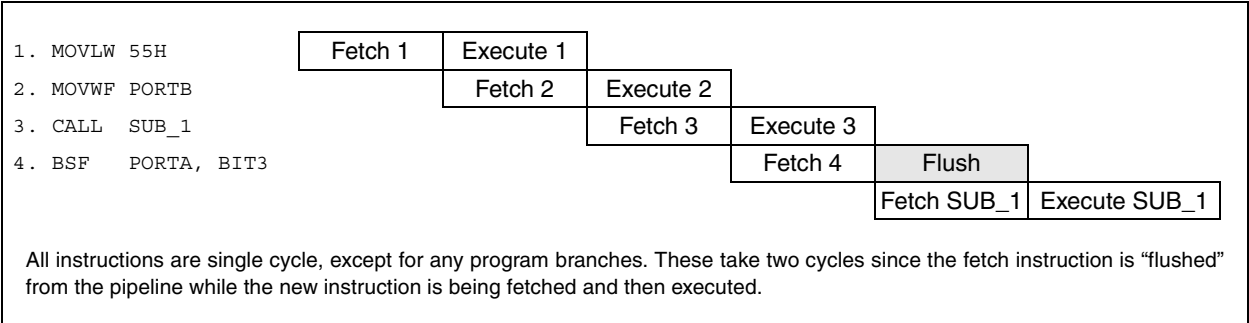 1. MOVLW 55H Fetch 1 Execute 1
2. MOVWF PORTB Fetch 2 Execute 2
3. CALL SUB_1 Fetch 3 Execute 3
4. BSF PORTA, BIT3 Fetch 4 Flush
Fetch SUB_1 Execute SUB_1
All instructions are single cycle, except for any program branches. These take two cycles since the fetch instruction is “flushed”
from the pipeline while the new instruction is being fetched and then executed.